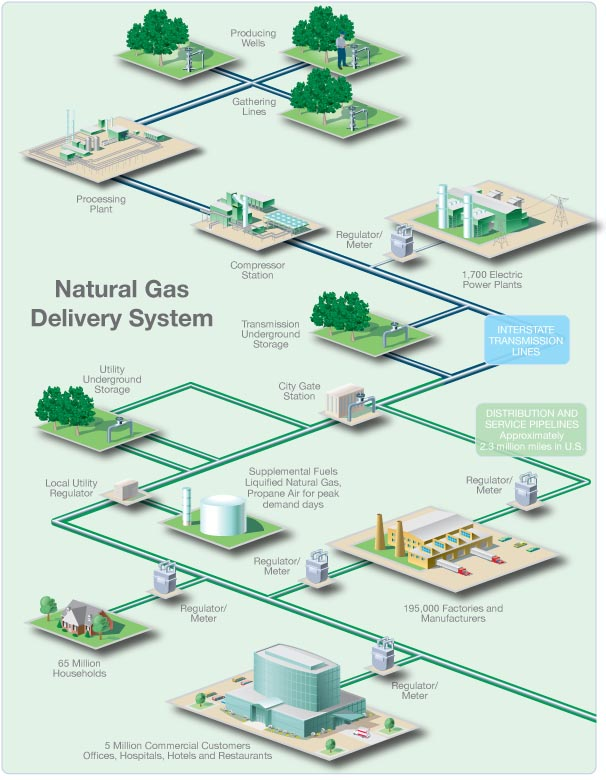 Producing
Wells
Gathering
Lines
Processing
Plant
Compressor
Station
Regulator/
Meter
1,700 Electric
Power Plants
Natural Gas
Delivery System
Transmission
Underground
Storage
INTERSTATE
TRANSMISSION
LINES
Utility
Underground
Storage
City Gate
Station
DISTRIBUTION AND
SERVICE PIPELINES
Approximately
2.3 million miles in U.S.
Local Utility
Regulator
Supplemental Fuels
Liquified Natural Gas,
Propane Air for peak
demand days
Regulator/
Meter
Regulator/
Meter
Regulator/
Meter
195,000 Factories and
Manufacturers
65 Million
Households
Regulator/
Meter
5 Million Commercial Customers
Offices, Hospitals, Hotels and Restaurants